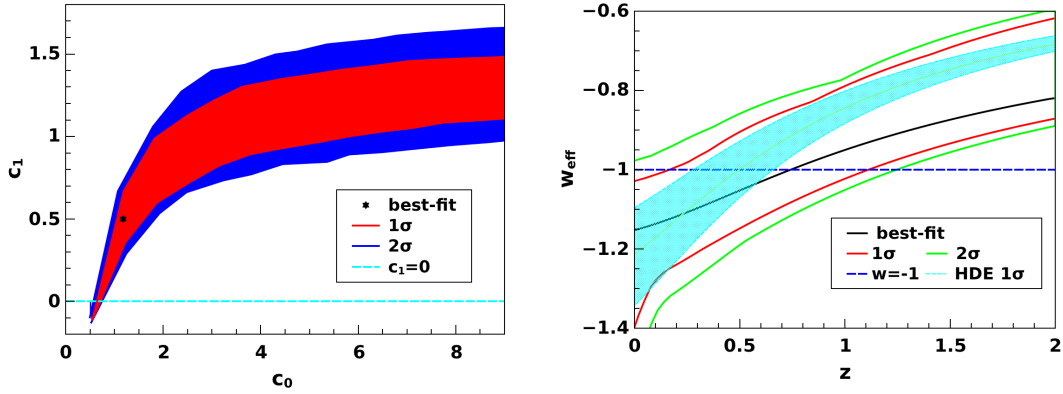 1.5
1
0.5
0
c₁
best-fit
1σ
2σ
c₁=0
0 2 4 6 8
c₀
−0.6
−0.8
−1
−1.2
−1.4
w_eff
best-fit
1σ 2σ
w=-1 HDE 1σ
0 0.5 1 1.5 2
z